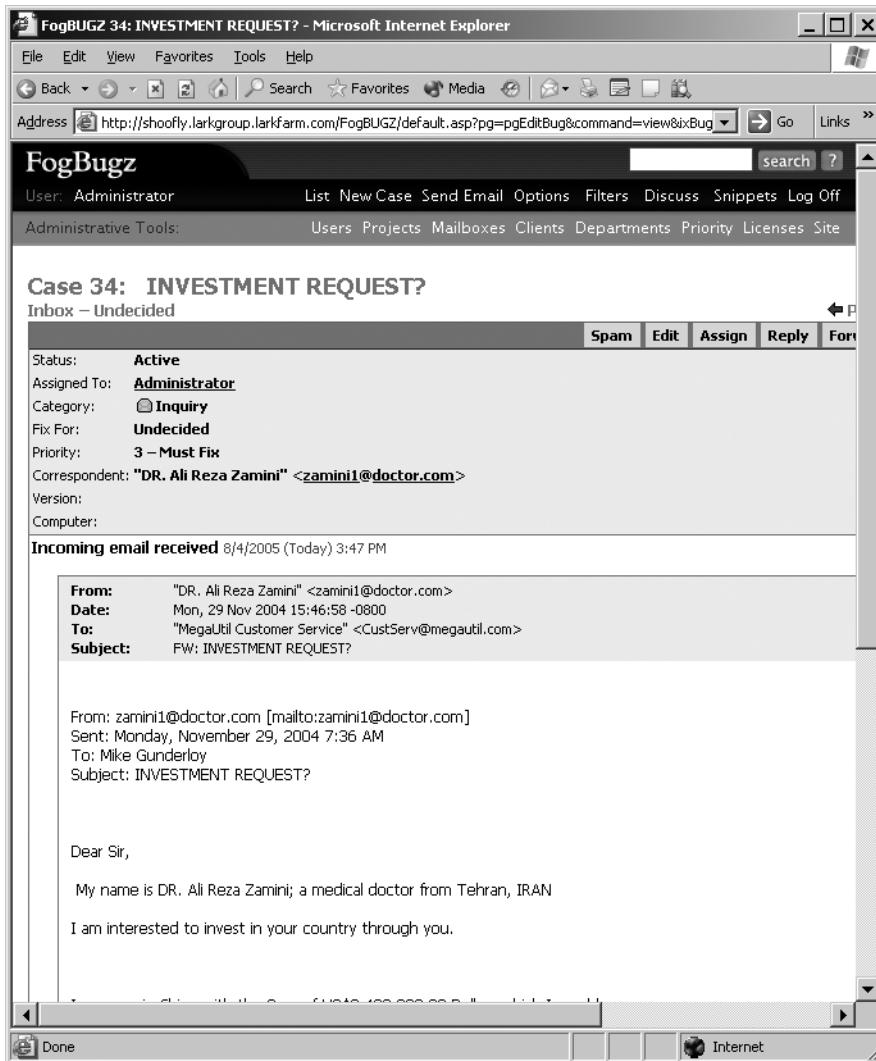 FogBUGZ 34: INVESTMENT REQUEST? - Microsoft Internet Explorer
File Edit View Favorites Tools Help
Back Search Favorites Media
Address http://shoofly.larkgroup.larkfarm.com/FogBUGZ/default.asp?pg=pgEditBug&command=view&ixBug Go Links »
FogBugz search ?
User: Administrator List New Case Send Email Options Filters Discuss Snippets Log Off
Administrative Tools: Users Projects Mailboxes Clients Departments Priority Licenses Site
Case 34: INVESTMENT REQUEST?
Inbox – Undecided
Spam Edit Assign Reply
Status: Active
Assigned To: Administrator
Category: Inquiry
Fix For: Undecided
Priority: 3 – Must Fix
Correspondent: "DR. Ali Reza Zamini" <zamini1@doctor.com>
Version:
Computer:
Incoming email received 8/4/2005 (Today) 3:47 PM
From: "DR. Ali Reza Zamini" <zamini1@doctor.com>
Date: Mon, 29 Nov 2004 15:46:58 -0800
To: "MegaUtil Customer Service" <CustServ@megautil.com>
Subject: FW: INVESTMENT REQUEST?
From: zamini1@doctor.com [mailto:zamini1@doctor.com]
Sent: Monday, November 29, 2004 7:36 AM
To: Mike Gunderloy
Subject: INVESTMENT REQUEST?
Dear Sir,
My name is DR. Ali Reza Zamini; a medical doctor from Tehran, IRAN
I am interested to invest in your country through you.
Done Internet